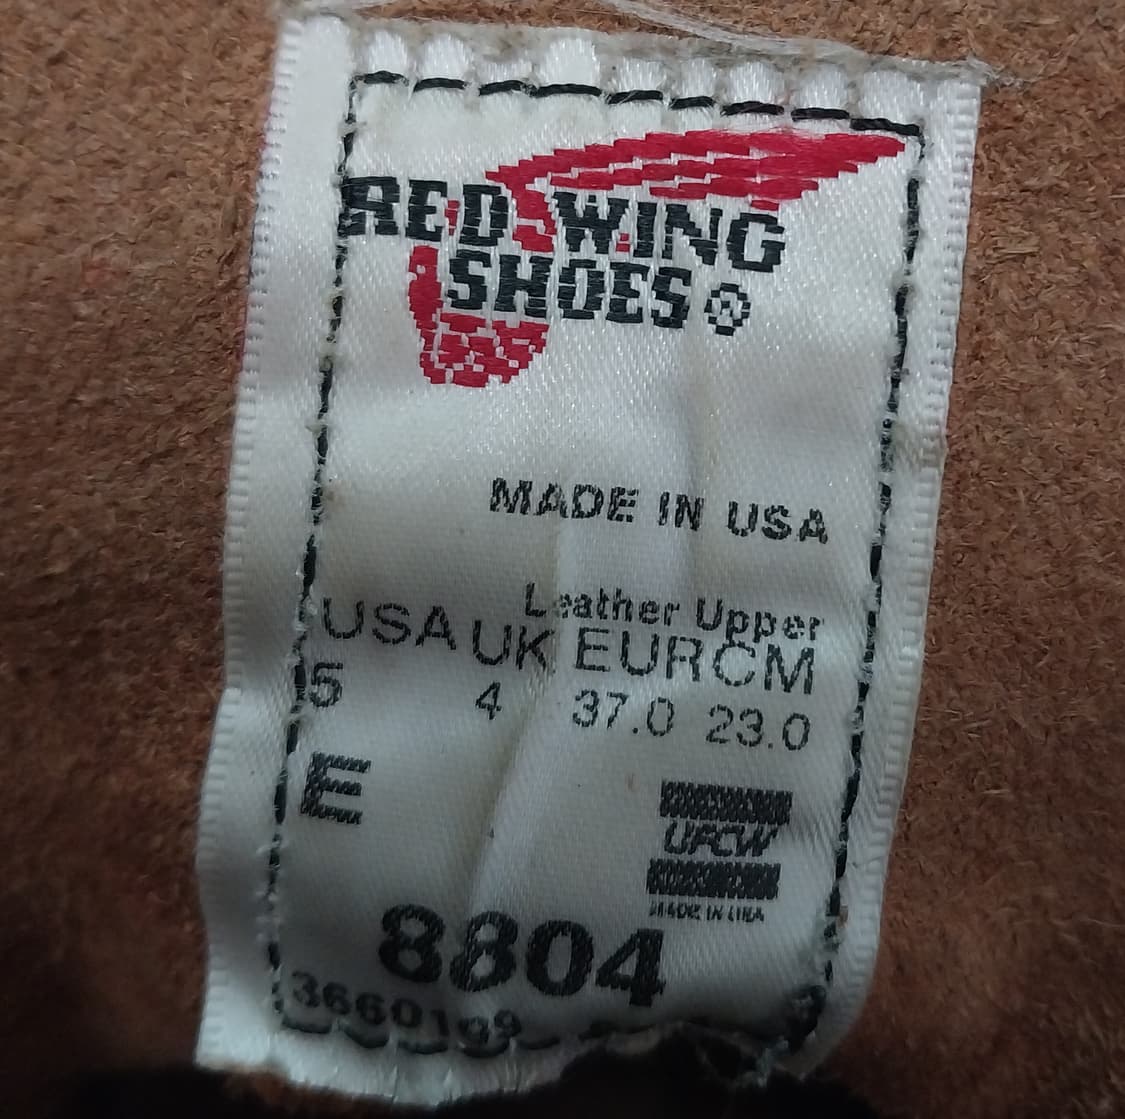 RED WING
SHOES®
MADE IN USA
Leather Upper
USA UK EUR CM
5 4 37.0 23.0
E
UFCW
MADE IN USA
8804
3660199